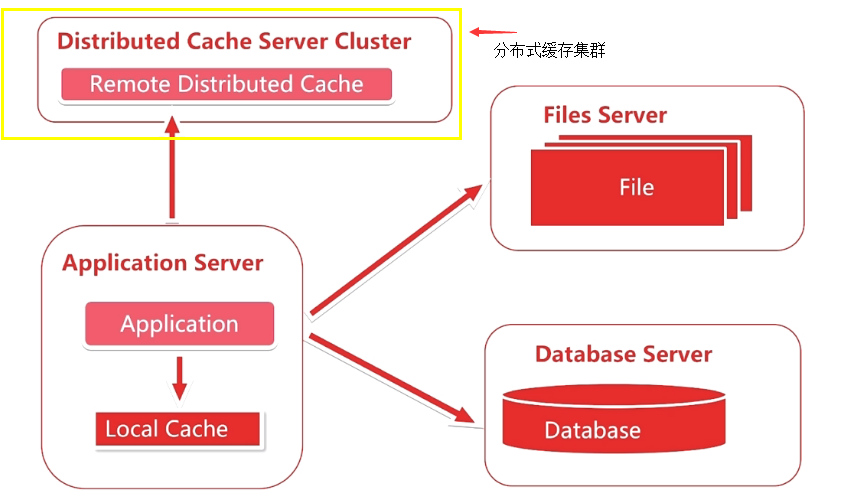 Distributed Cache Server Cluster
Remote Distributed Cache
分布式缓存集群
Files Server
File
Application Server
Application
Local Cache
Database Server
Database